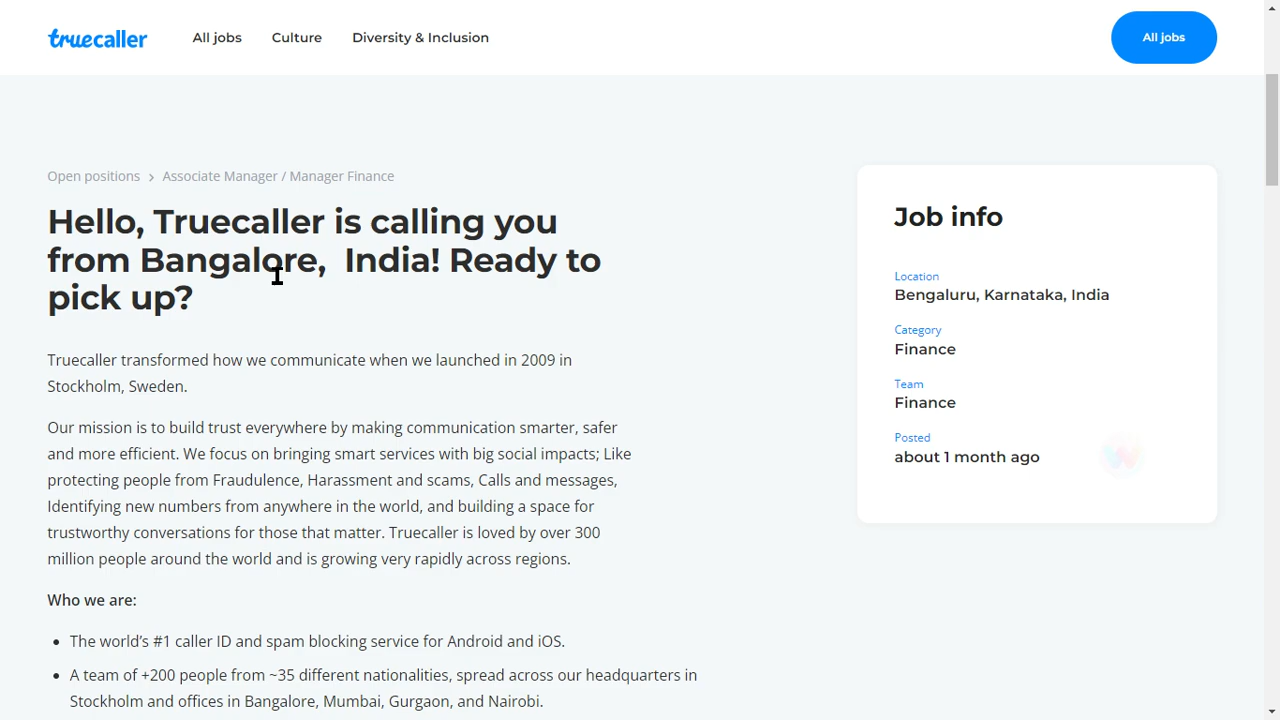 truecaller All jobs Culture Diversity & Inclusion All jobs
Open positions > Associate Manager / Manager Finance
Hello, Truecaller is calling you
from Bangalore, India! Ready to
pick up?
Truecaller transformed how we communicate when we launched in 2009 in
Stockholm, Sweden.
Our mission is to build trust everywhere by making communication smarter, safer
and more efficient. We focus on bringing smart services with big social impacts; Like
protecting people from Fraudulence, Harassment and scams, Calls and messages,
Identifying new numbers from anywhere in the world, and building a space for
trustworthy conversations for those that matter. Truecaller is loved by over 300
million people around the world and is growing very rapidly across regions.
Who we are:
• The world’s #1 caller ID and spam blocking service for Android and iOS.
• A team of +200 people from ~35 different nationalities, spread across our headquarters in
Stockholm and offices in Bangalore, Mumbai, Gurgaon, and Nairobi.
Job info
Location
Bengaluru, Karnataka, India
Category
Finance
Team
Finance
Posted
about 1 month ago